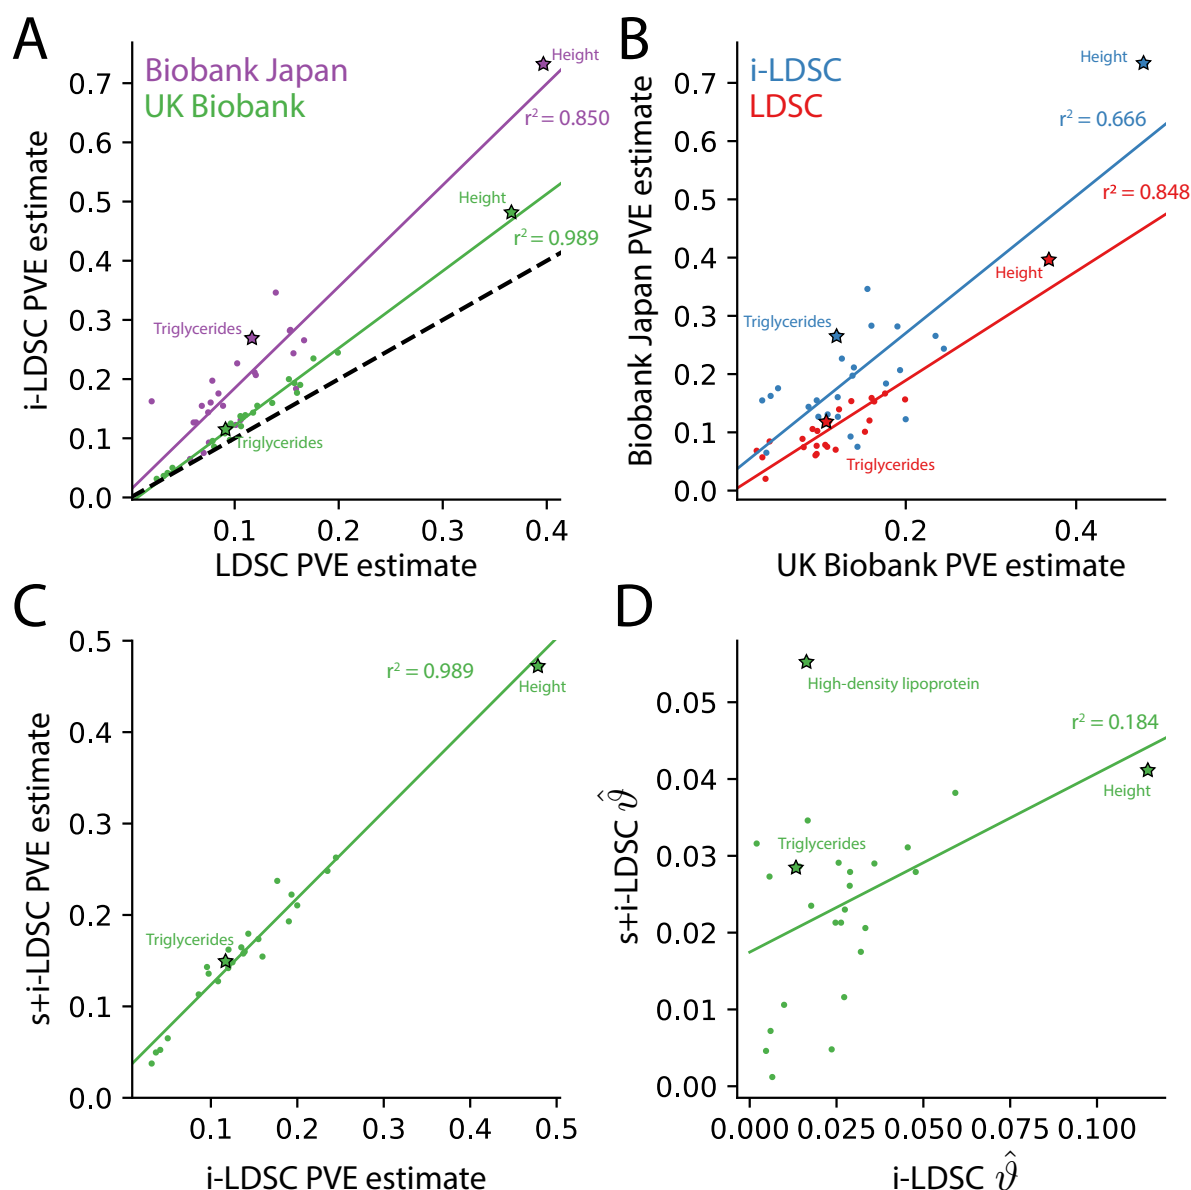 A
Biobank Japan
UK Biobank
Height
r² = 0.850
Height
r² = 0.989
Triglycerides
Triglycerides
0.7
0.6
0.5
0.4
0.3
0.2
0.1
0.0
i-LDSC PVE estimate
0.1
0.2
0.3
0.4
LDSC PVE estimate
B
i-LDSC
LDSC
Height
r² = 0.666
r² = 0.848
Height
Triglycerides
Triglycerides
0.7
0.6
0.5
0.4
0.3
0.2
0.1
0.0
Biobank Japan PVE estimate
0.2
0.4
UK Biobank PVE estimate
C
r² = 0.989
Height
Triglycerides
0.5
0.4
0.3
0.2
0.1
0.0
s+i-LDSC PVE estimate
0.1
0.2
0.3
0.4
0.5
i-LDSC PVE estimate
D
High-density lipoprotein
r² = 0.184
Height
Triglycerides
0.05
0.04
0.03
0.02
0.01
0.00
s+i-LDSC ϑ̂
0.000
0.025
0.050
0.075
0.100
i-LDSC ϑ̂